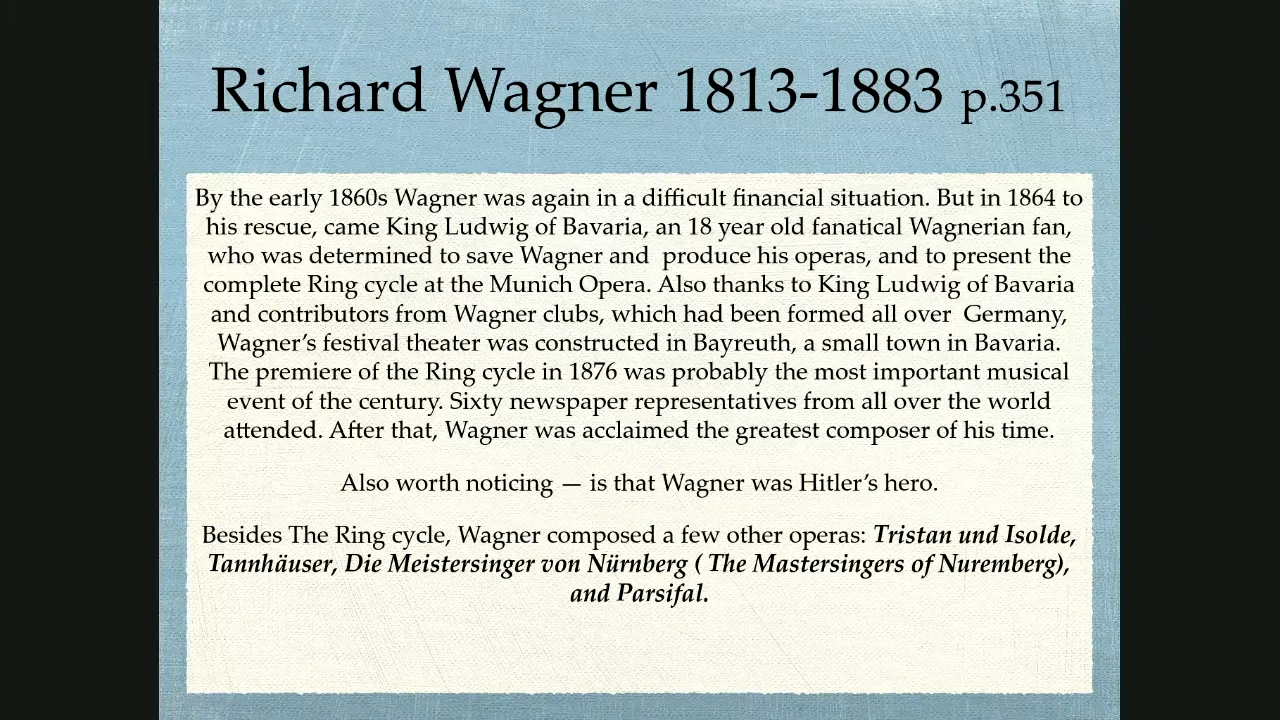 Richard Wagner 1813-1883 p.351
By the early 1860s Wagner was again in a difficult financial situation. But in 1864 to
his rescue, came King Ludwig of Bavaria, an 18 year old fanatical Wagnerian fan,
who was determined to save Wagner and  produce his operas, and to present the
complete Ring cycle at the Munich Opera. Also thanks to King Ludwig of Bavaria
and contributors from Wagner clubs, which had been formed all over  Germany,
Wagner’s festival theater was constructed in Bayreuth, a small town in Bavaria.
The premiere of the Ring cycle in 1876 was probably the most important musical
event of the century. Sixty newspaper representatives from all over the world
attended. After that, Wagner was acclaimed the greatest composer of his time.
Also worth noticing — is that Wagner was Hitler’s hero.
Besides The Ring cycle, Wagner composed a few other operas: Tristan und Isolde,
Tannhäuser, Die Meistersinger von Nürnberg ( The Mastersingers of Nuremberg),
and Parsifal.